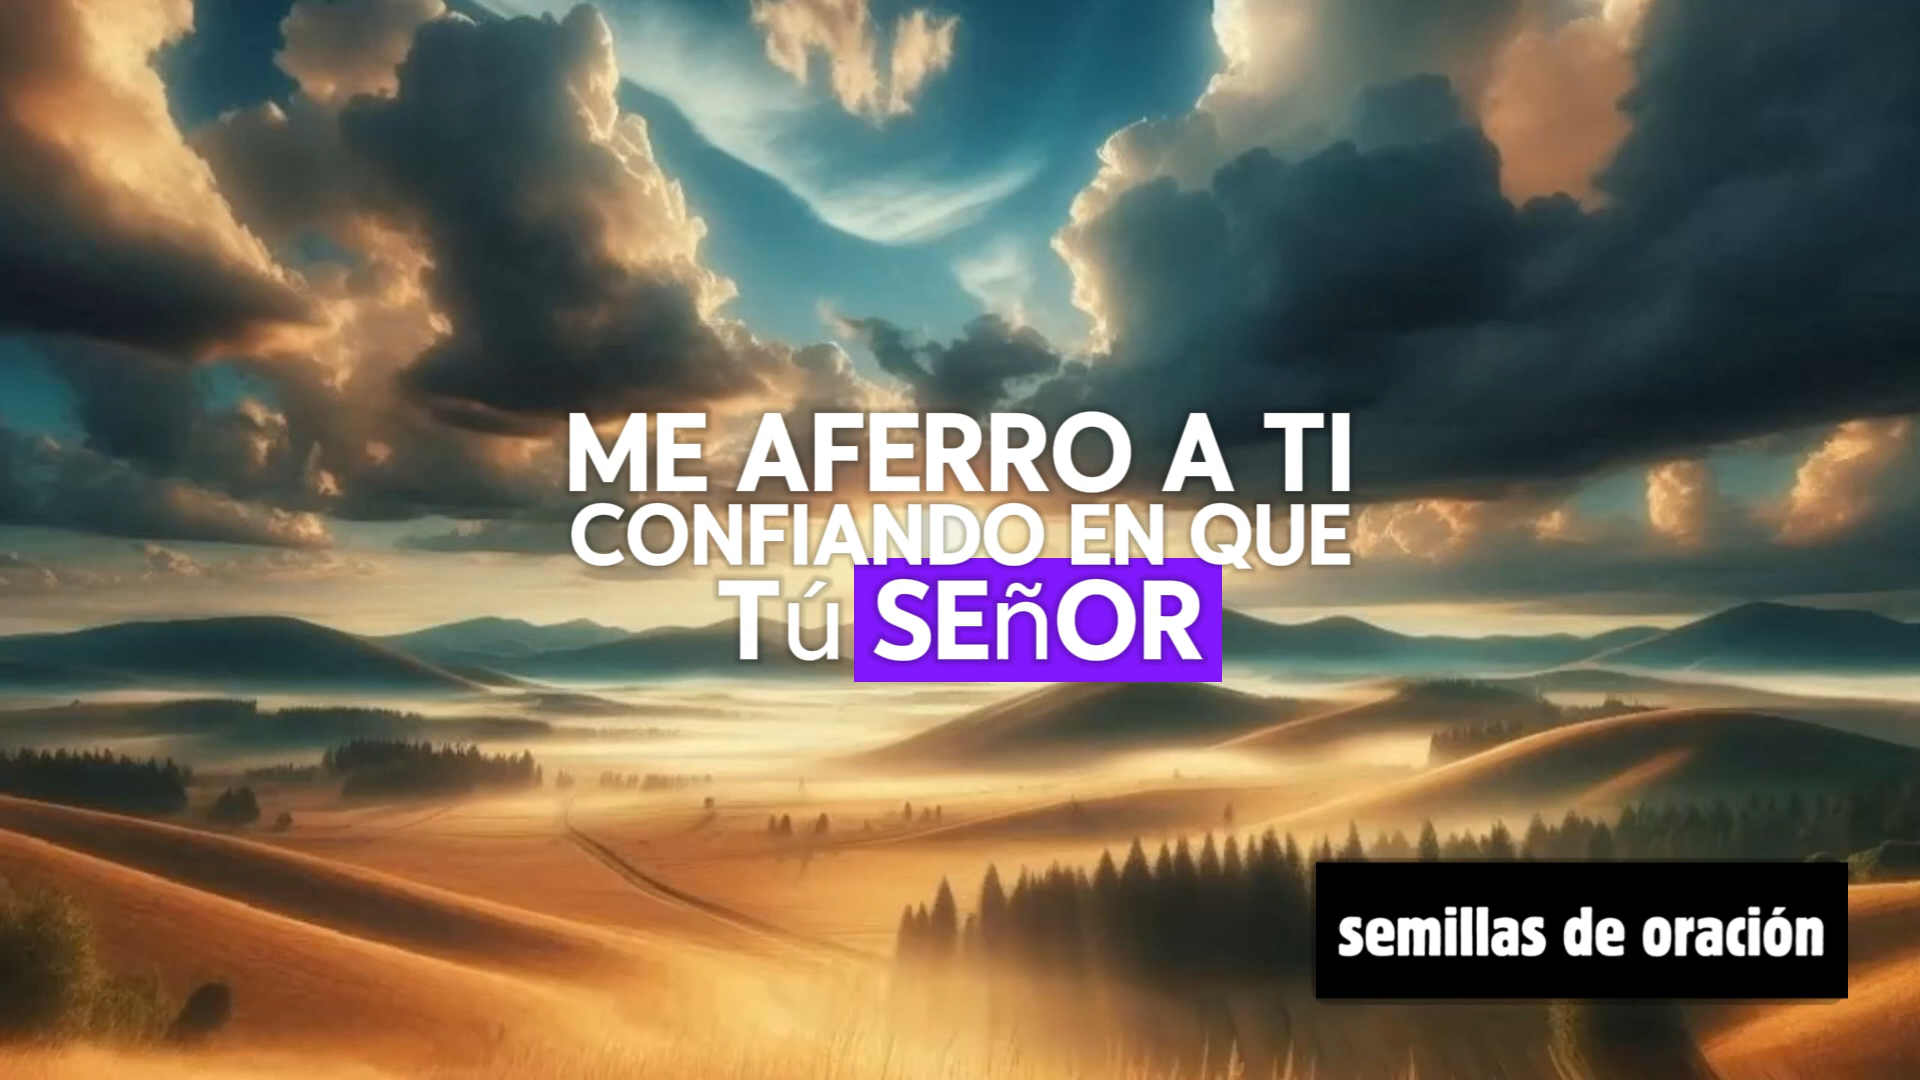 ME AFERRO A TI
CONFIANDO EN QUE
Tú SEñOR
semillas de oración